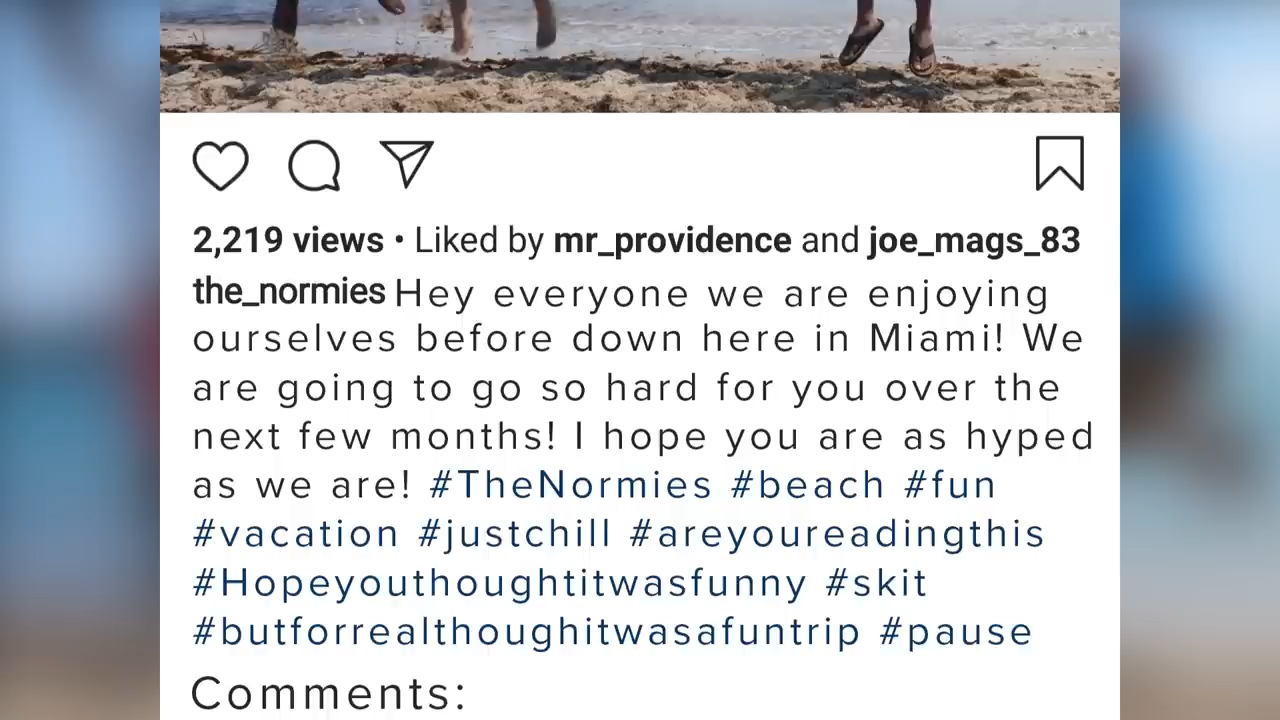 2,219 views • Liked by mr_providence and joe_mags_83
the_normies Hey everyone we are enjoying
ourselves before down here in Miami! We
are going to go so hard for you over the
next few months! I hope you are as hyped
as we are! #TheNormies #beach #fun
#vacation #justchill #areyoureadingthis
#Hopeyouthoughtitwasfunny #skit
#butforrealthoughitwasafuntrip #pause
Comments: